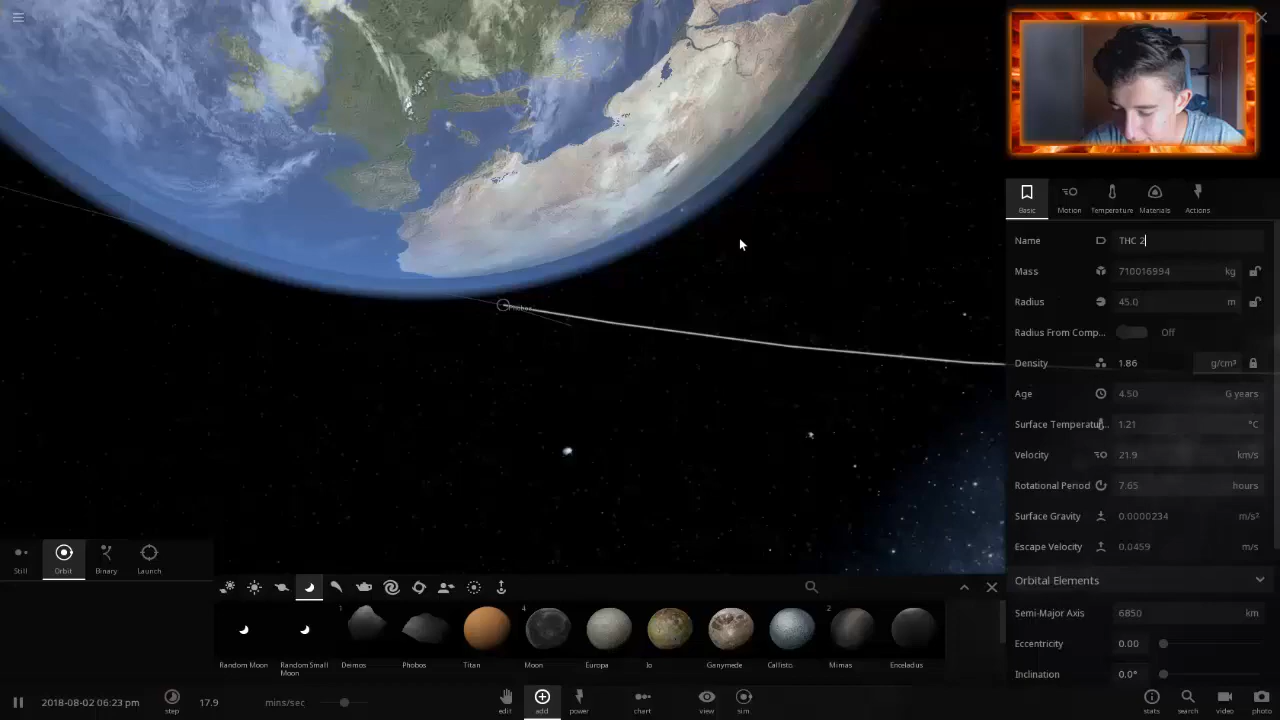 Basic
Motion
Temperature
Materials
Actions
Name THC 2
Mass 710016994 kg
Radius 45.0 m
Radius From Comp... Off
Density 1.86 g/cm³
Age 4.50 G years
Surface Temperatur... 1.21 °C
Velocity 21.9 km/s
Rotational Period 7.65 hours
Surface Gravity 0.0000234 m/s²
Escape Velocity 0.0459 m/s
Orbital Elements
Semi-Major Axis 6850 km
Eccentricity 0.00
Inclination 0.0°
Still
Orbit
Binary
Launch
1
4
2
Random Moon
Random Small Moon
Deimos
Phobos
Titan
Moon
Europa
Io
Ganymede
Callisto
Mimas
Enceladus
2018-08-02 06:23 pm
step
17.9 mins/sec
edit
add
power
chart
view
sim.
stats
search
video
photo